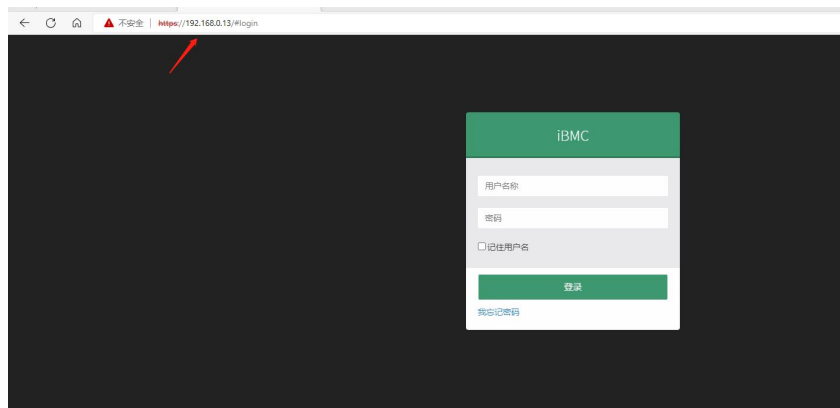 不安全 | https://192.168.0.13/#login
iBMC
用户名称
密码
记住用户名
登录
我忘记密码